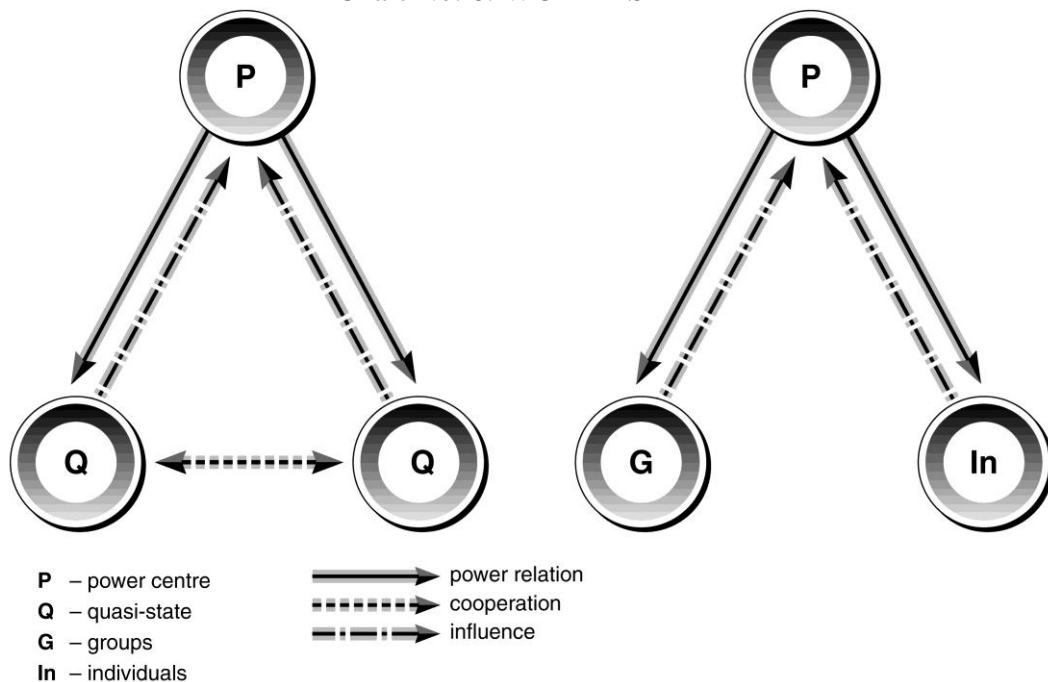 P
P
Q
Q
G
In
P – power centre
Q – quasi-state
G – groups
In – individuals
power relation
cooperation
influence